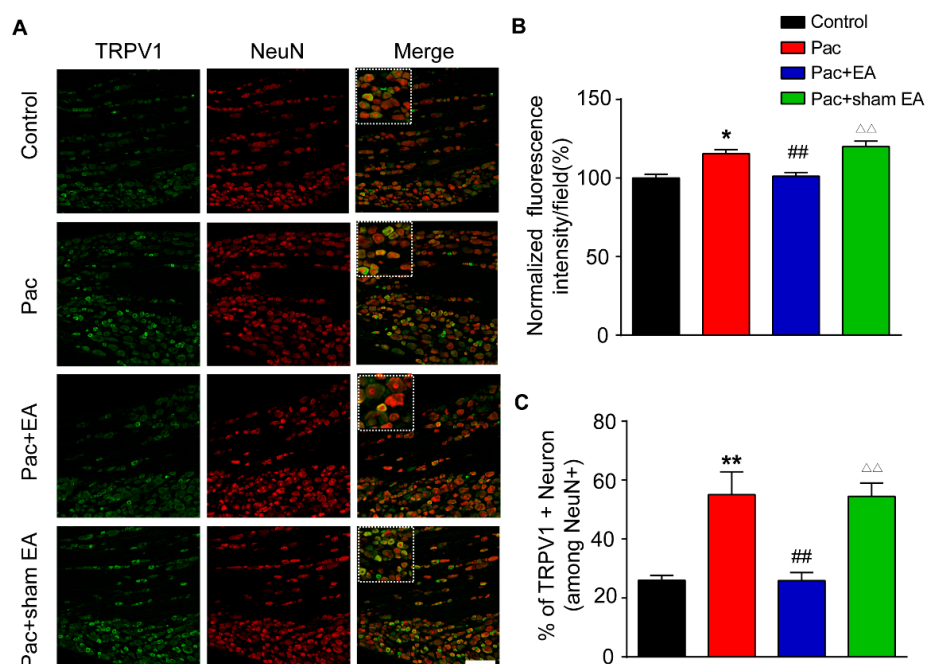 A
TRPV1 NeuN Merge
Control
Pac
Pac+EA
Pac+sham EA
B
Control
Pac
Pac+EA
Pac+sham EA
Normalized fluorescence
intensity/field(%)
150
100
50
0
*
##
△△
C
% of TRPV1 + Neuron
(among NeuN+)
80
60
40
20
0
**
##
△△